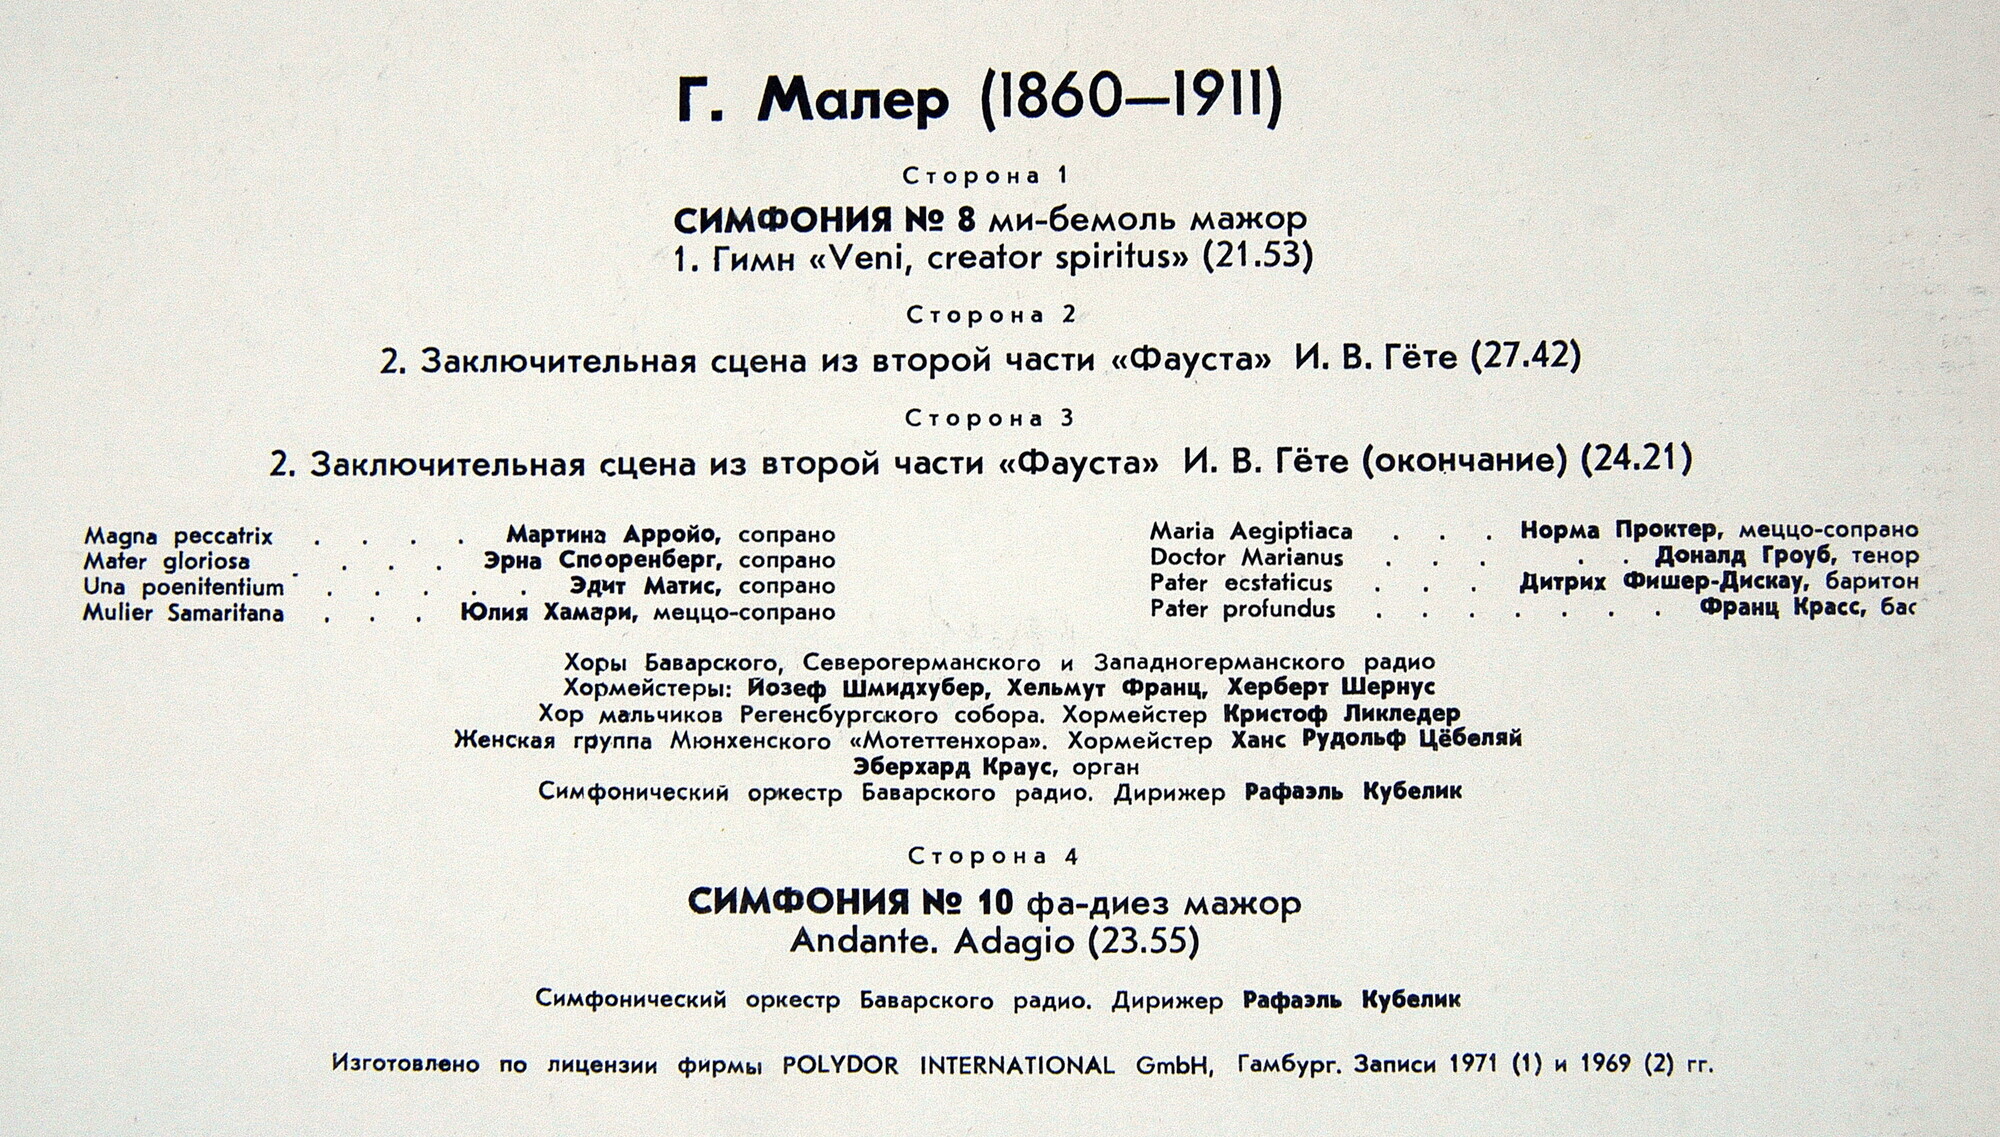 Г. Малер (1860—1911)
Сторона 1
СИМФОНИЯ № 8 ми-бемоль мажор
1. Гимн «Veni, creator spiritus» (21.53)
Сторона 2
2. Заключительная сцена из второй части «Фауста» И. В. Гёте (27.42)
Сторона 3
2. Заключительная сцена из второй части «Фауста» И. В. Гёте (окончание) (24.21)
Magna peccatrix . . . . Мартина Арройо, сопрано
Mater gloriosa . . . . Эрна Спооренберг, сопрано
Una poenitentium . . . . . Эдит Матис, сопрано
Mulier Samaritana . . . Юлия Хамари, меццо-сопрано
Maria Aegiptiaca . . . Норма Проктер, меццо-сопрано
Doctor Marianus . . . . . Доналд Гроуб, тенор
Pater ecstaticus . . . Дитрих Фишер-Дискау, баритон
Pater profundus . . . . . . . Франц Красс, бас
Хоры Баварского, Северогерманского и Западногерманского радио
Хормейстеры: Йозеф Шмидхубер, Хельмут Франц, Херберт Шернус
Хор мальчиков Регенсбургского собора. Хормейстер Кристоф Ликледер
Женская группа Мюнхенского «Мотеттенхора». Хормейстер Ханс Рудольф Цёбеляй
Эберхард Краус, орган
Симфонический оркестр Баварского радио. Дирижер Рафаэль Кубелик
Сторона 4
СИМФОНИЯ № 10 фа-диез мажор
Andante. Adagio (23.55)
Симфонический оркестр Баварского радио. Дирижер Рафаэль Кубелик
Изготовлено по лицензии фирмы POLYDOR INTERNATIONAL GmbH, Гамбург. Записи 1971 (1) и 1969 (2) гг.